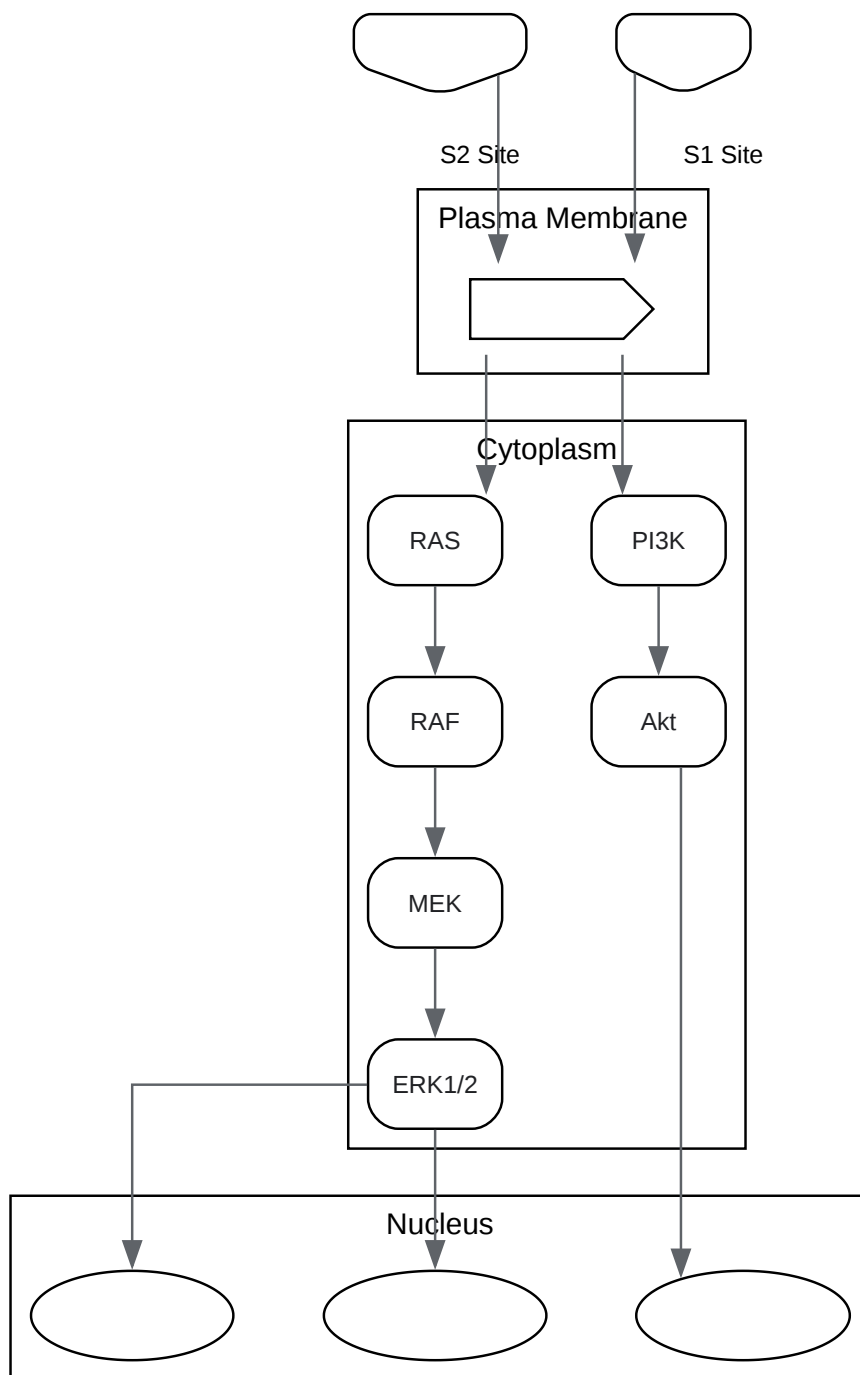 S2 Site
S1 Site
Plasma Membrane
Cytoplasm
RAS
PI3K
RAF
Akt
MEK
ERK1/2
Nucleus